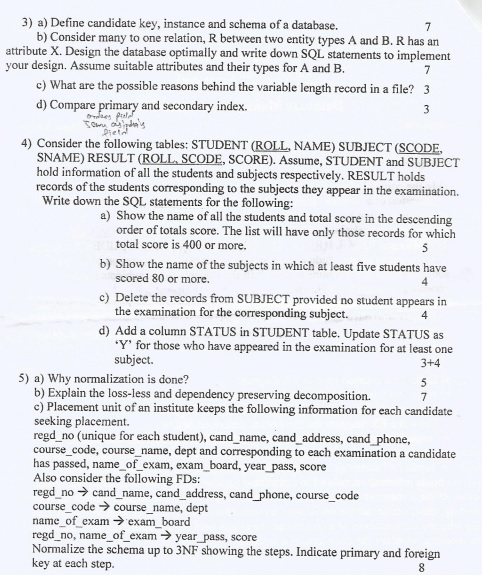 3) a) Define candidate key, instance and schema of a database. 7
b) Consider many to one relation, R between two entity types A and B. R has an
attribute X. Design the database optimally and write down SQL statements to implement
your design. Assume suitable attributes and their types for A and B. 7
c) What are the possible reasons behind the variable length record in a file? 3
d) Compare primary and secondary index. 3
field
field
4) Consider the following tables: STUDENT (ROLL, NAME) SUBJECT (SCODE,
SNAME) RESULT (ROLL, SCODE, SCORE). Assume, STUDENT and SUBJECT
hold information of all the students and subjects respectively. RESULT holds
records of the students corresponding to the subjects they appear in the examination.
Write down the SQL statements for the following:
a) Show the name of all the students and total score in the descending
order of totals score. The list will have only those records for which
total score is 400 or more. 5
b) Show the name of the subjects in which at least five students have
scored 80 or more. 4
c) Delete the records from SUBJECT provided no student appears in
the examination for the corresponding subject. 4
d) Add a column STATUS in STUDENT table. Update STATUS as
‘Y’ for those who have appeared in the examination for at least one
subject. 3+4
5) a) Why normalization is done? 5
b) Explain the loss-less and dependency preserving decomposition. 7
c) Placement unit of an institute keeps the following information for each candidate
seeking placement.
regd_no (unique for each student), cand_name, cand_address, cand_phone,
course_code, course_name, dept and corresponding to each examination a candidate
has passed, name_of_exam, exam_board, year_pass, score
Also consider the following FDs:
regd_no → cand_name, cand_address, cand_phone, course_code
course_code → course_name, dept
name_of_exam → exam_board
regd_no, name_of_exam → year_pass, score
Normalize the schema up to 3NF showing the steps. Indicate primary and foreign
key at each step. 8